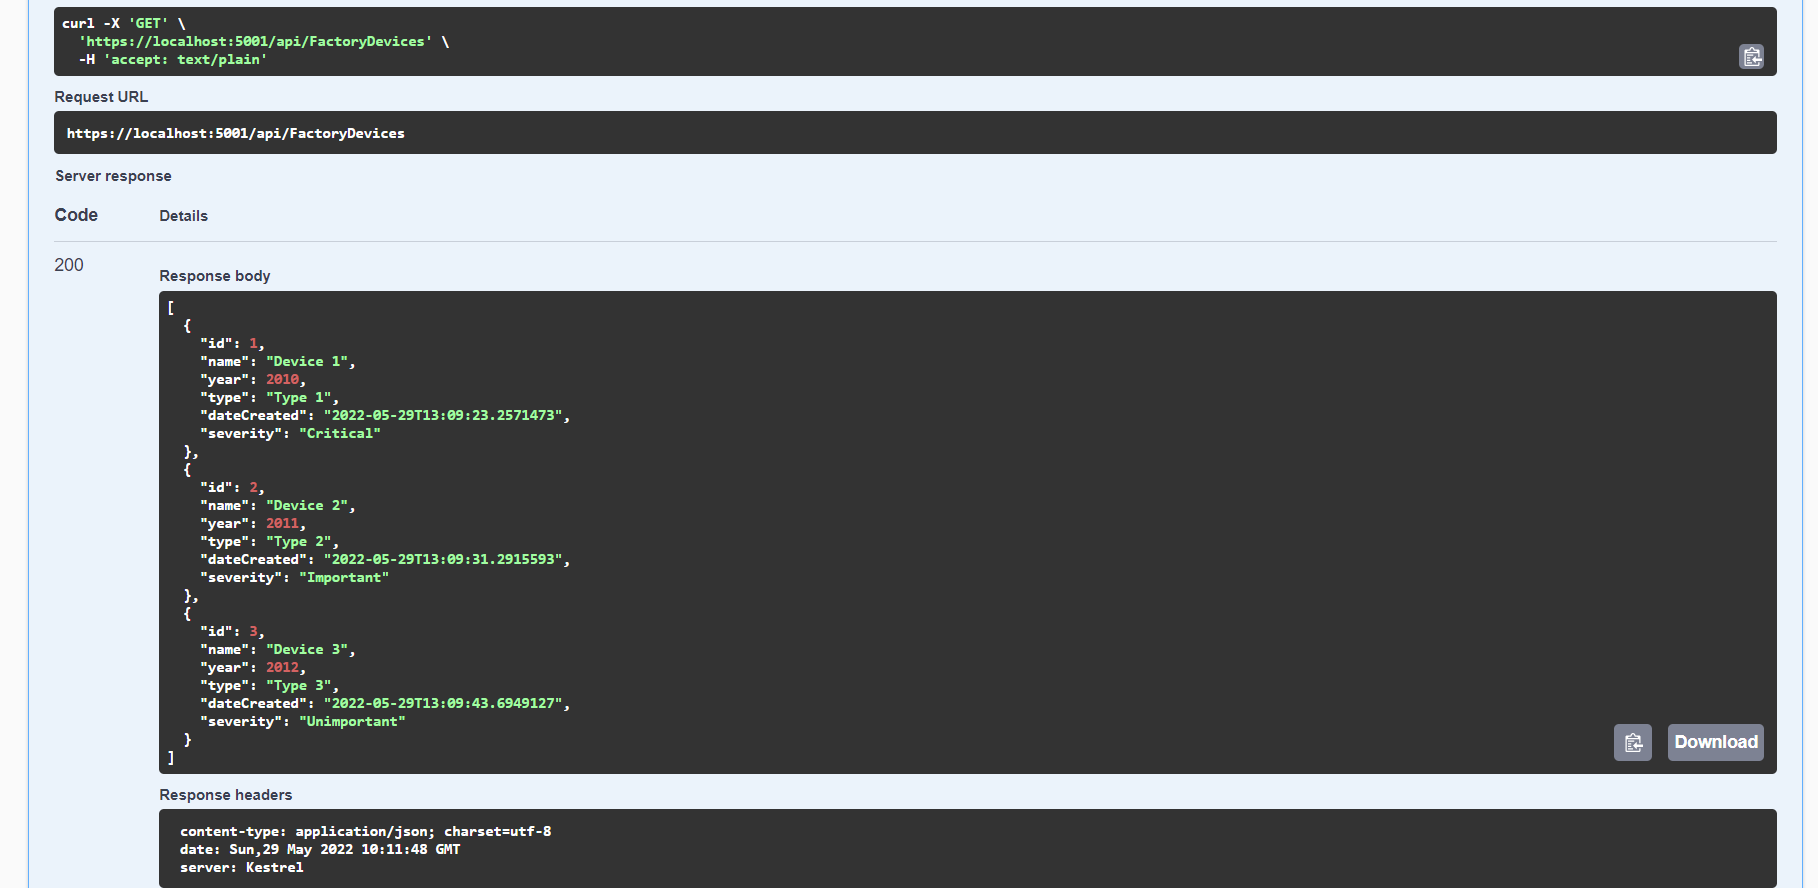 curl -X 'GET' \
'https://localhost:5001/api/FactoryDevices' \
-H 'accept: text/plain'
Request URL
https://localhost:5001/api/FactoryDevices
Server response
Code Details
200
Response body
[
{
"id": 1,
"name": "Device 1",
"year": 2010,
"type": "Type 1",
"dateCreated": "2022-05-29T13:09:23.2571473",
"severity": "Critical"
},
{
"id": 2,
"name": "Device 2",
"year": 2011,
"type": "Type 2",
"dateCreated": "2022-05-29T13:09:31.2915593",
"severity": "Important"
},
{
"id": 3,
"name": "Device 3",
"year": 2012,
"type": "Type 3",
"dateCreated": "2022-05-29T13:09:43.6949127",
"severity": "Unimportant"
}
]
Download
Response headers
content-type: application/json; charset=utf-8
date: Sun,29 May 2022 10:11:48 GMT
server: Kestrel